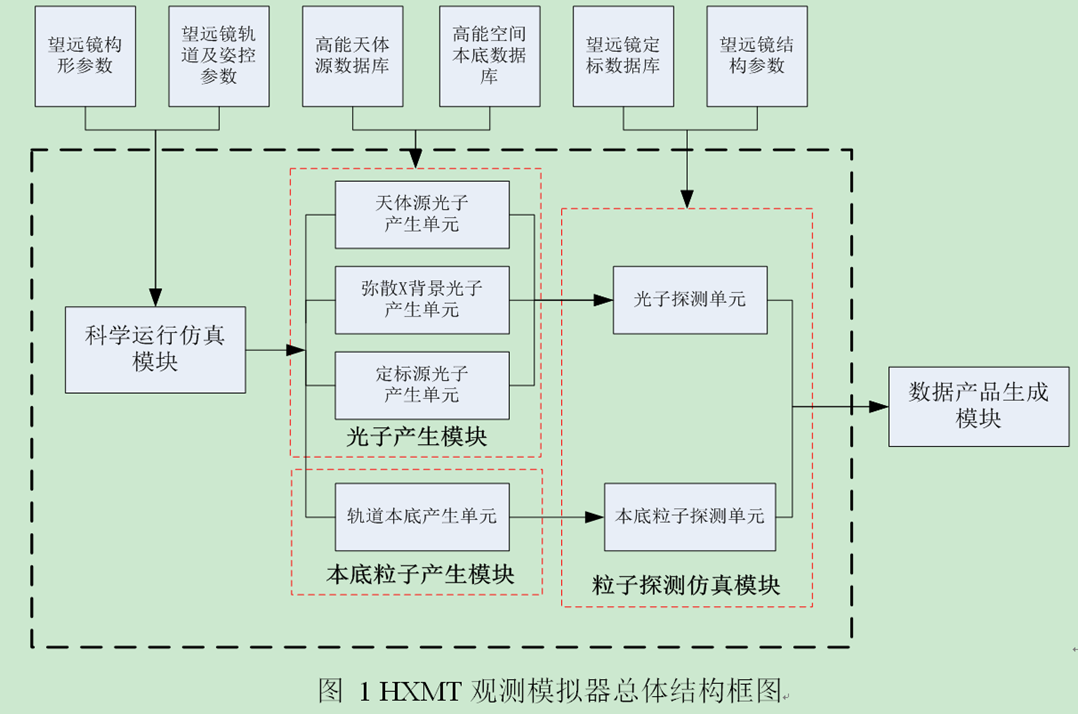 望远镜构
形参数
望远镜轨
道及姿控
参数
高能天体
源数据库
高能空间
本底数据
库
望远镜定
标数据库
望远镜结
构参数
天体源光子
产生单元
弥散X背景光子
产生单元
定标源光子
产生单元
光子产生模块
科学运行仿真
模块
光子探测单元
数据产品生成
模块
轨道本底产生单元
本底粒子产生模块
本底粒子探测单元
粒子探测仿真模块
图 1 HXMT 观测模拟器总体结构框图